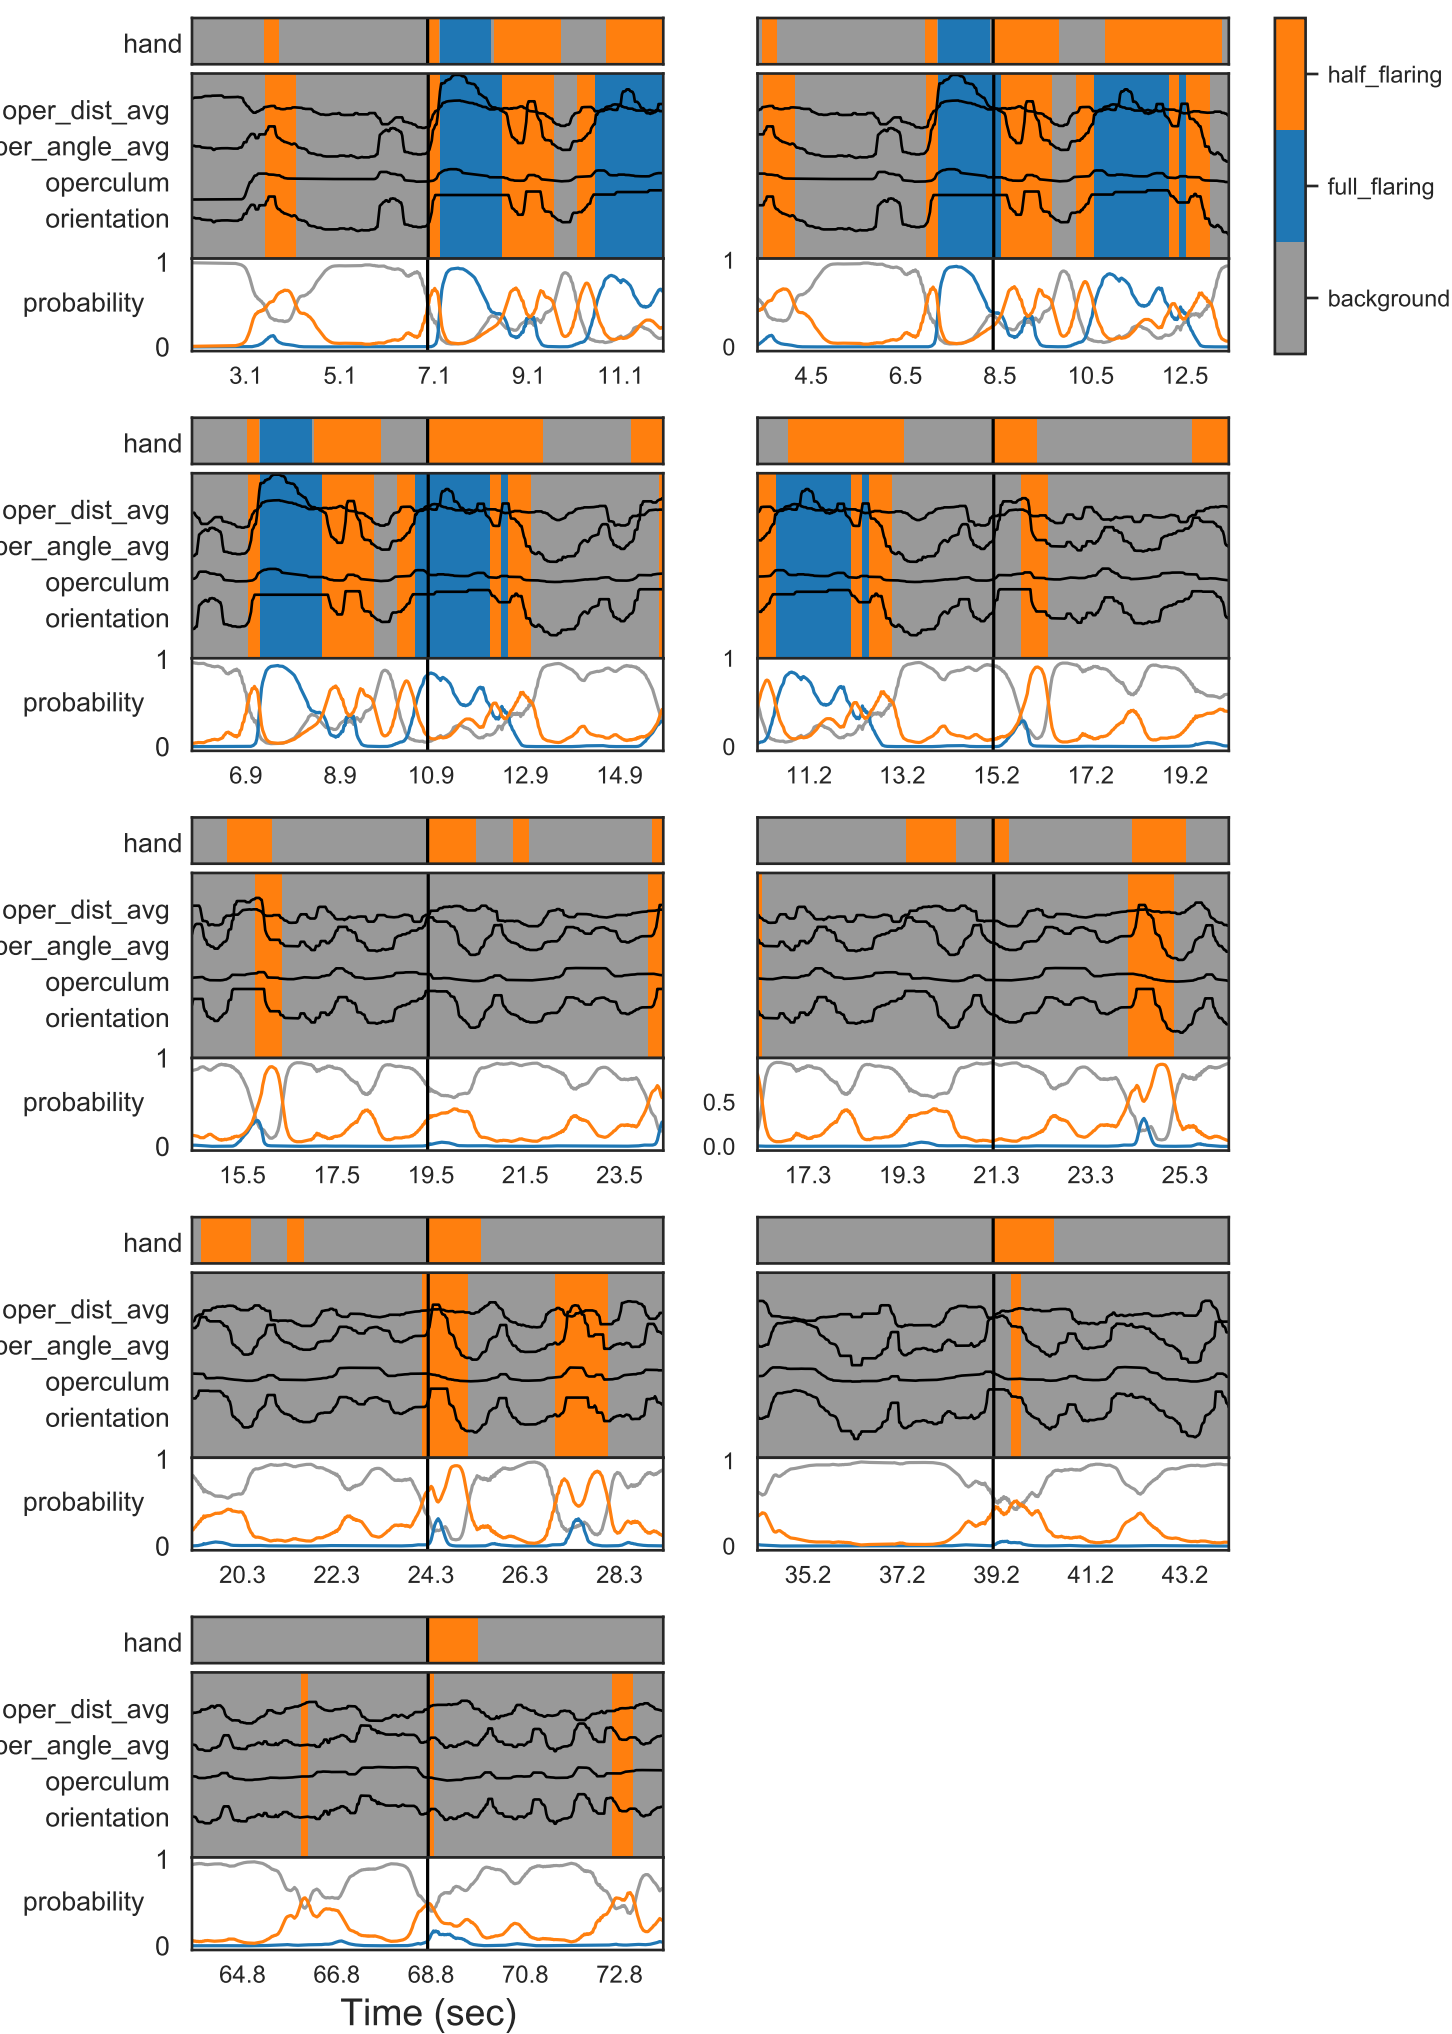 hand
oper_dist_avg
per_angle_avg
operculum
orientation
1
probability
0
3.1 5.1 7.1 9.1 11.1
1
0
4.5 6.5 8.5 10.5 12.5
half_flaring
full_flaring
background
hand
oper_dist_avg
per_angle_avg
operculum
orientation
1
probability
0
6.9 8.9 10.9 12.9 14.9
1
0
11.2 13.2 15.2 17.2 19.2
hand
oper_dist_avg
per_angle_avg
operculum
orientation
1
probability
0
15.5 17.5 19.5 21.5 23.5
0.5
0.0
17.3 19.3 21.3 23.3 25.3
hand
oper_dist_avg
per_angle_avg
operculum
orientation
1
probability
0
20.3 22.3 24.3 26.3 28.3
1
0
35.2 37.2 39.2 41.2 43.2
hand
oper_dist_avg
per_angle_avg
operculum
orientation
1
probability
0
64.8 66.8 68.8 70.8 72.8
Time (sec)